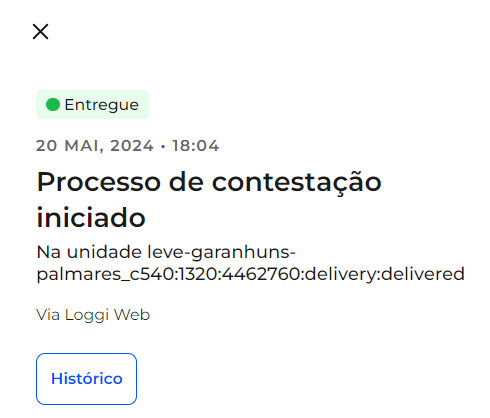 Entregue
20 MAI, 2024 • 18:04
Processo de contestação
iniciado
Na unidade leve-garanhuns-
palmares_c540:1320:4462760:delivery:delivered
Via Loggi Web
Histórico